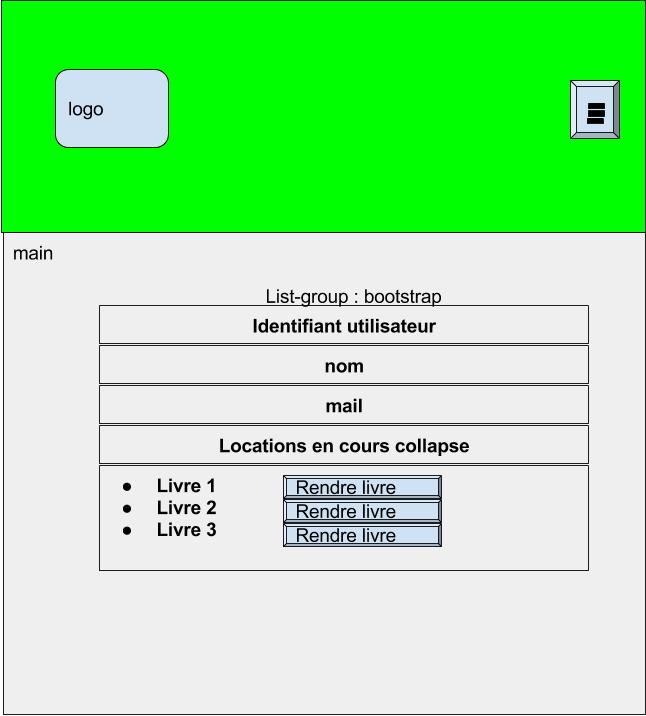 logo
main
List-group : bootstrap
Identifiant utilisateur
nom
mail
Locations en cours collapse
● Livre 1 Rendre livre
● Livre 2 Rendre livre
● Livre 3 Rendre livre